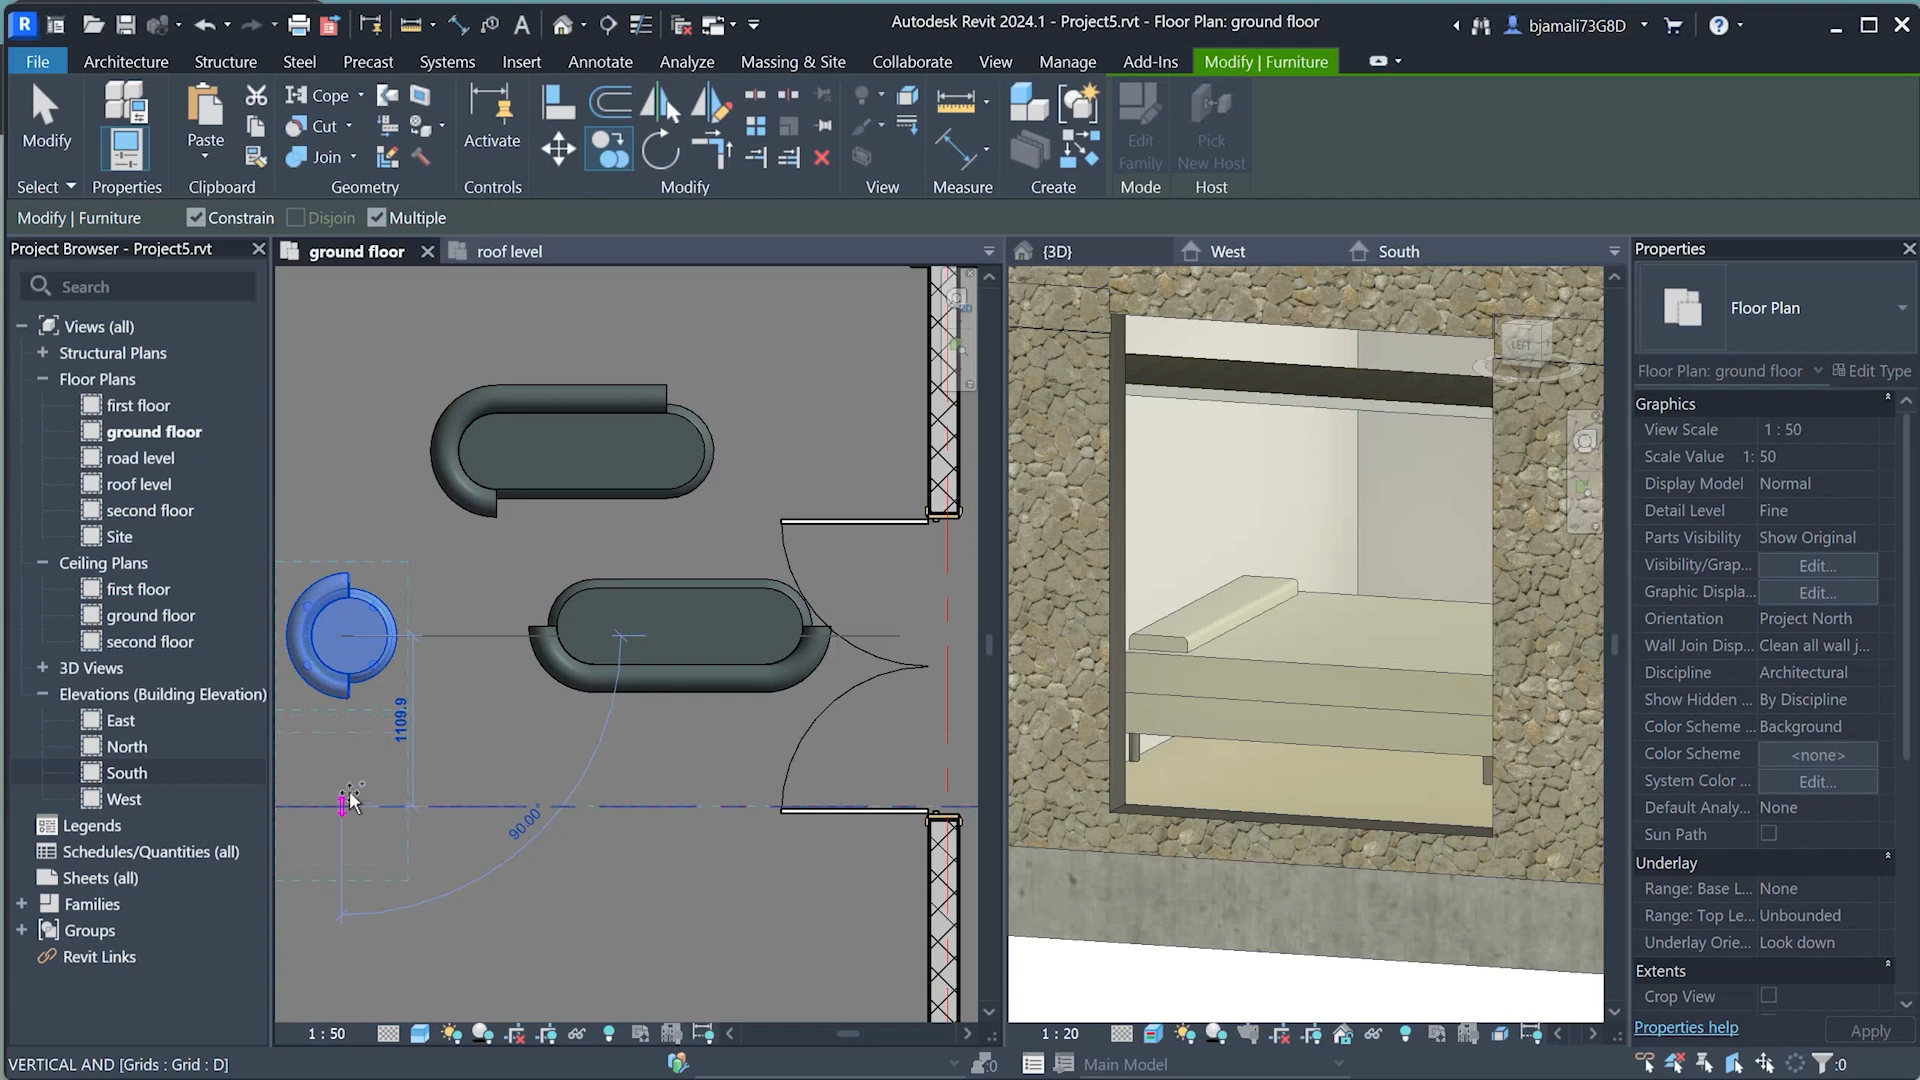 Autodesk Revit 2024.1 - Project5.rvt - Floor Plan: ground floor
bjamali73G8D
File Architecture Structure Steel Precast Systems Insert Annotate Analyze Massing & Site Collaborate View Manage Add-Ins Modify | Furniture
Modify Paste Cope Cut Join Activate Edit Family Pick New Host
Select Properties Clipboard Geometry Controls Modify View Measure Create Mode Host
Modify | Furniture Constrain Disjoin Multiple
Project Browser - Project5.rvt
Search
Views (all)
Structural Plans
Floor Plans
first floor
ground floor
road level
roof level
second floor
Site
Ceiling Plans
first floor
ground floor
second floor
3D Views
Elevations (Building Elevation)
East
North
South
West
Legends
Schedules/Quantities (all)
Sheets (all)
Families
Groups
Revit Links
ground floor roof level
1109.9
90.00°
1 : 50
{3D} West South
LEFT
1 : 20
Properties
Floor Plan
Floor Plan: ground floor Edit Type
Graphics
View Scale 1 : 50
Scale Value 1: 50
Display Model Normal
Detail Level Fine
Parts Visibility Show Original
Visibility/Grap... Edit...
Graphic Displa... Edit...
Orientation Project North
Wall Join Disp... Clean all wall j...
Discipline Architectural
Show Hidden ... By Discipline
Color Scheme ... Background
Color Scheme <none>
System Color ... Edit...
Default Analy... None
Sun Path
Underlay
Range: Base L... None
Range: Top Le... Unbounded
Underlay Orie... Look down
Extents
Crop View
Properties help Apply
VERTICAL AND [Grids : Grid : D]
:0
Main Model
:0